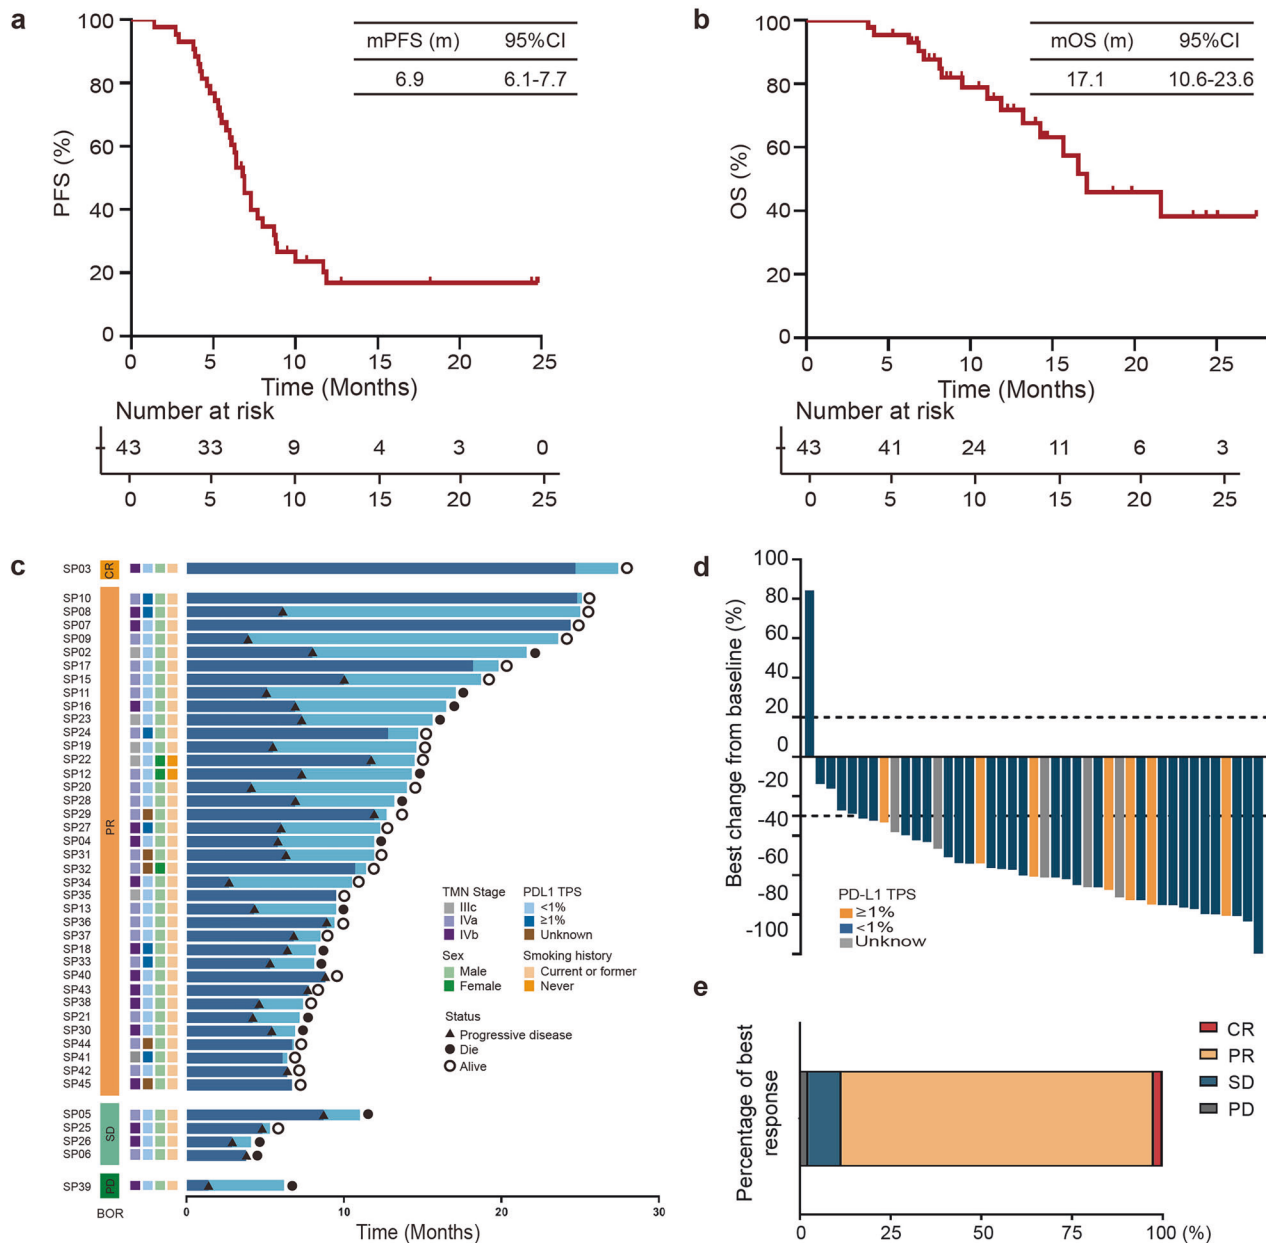 a
mPFS (m) 95%CI
6.9 6.1-7.7
PFS (%)
100
80
60
40
20
0
0 5 10 15 20 25
Time (Months)
Number at risk
43 33 9 4 3 0
0 5 10 15 20 25
b
mOS (m) 95%CI
17.1 10.6-23.6
OS (%)
100
80
60
40
20
0
0 5 10 15 20 25
Time (Months)
Number at risk
43 41 24 11 6 3
0 5 10 15 20 25
c
SP03
CR
SP10
SP08
SP07
SP09
SP02
SP17
SP15
SP11
SP16
SP23
SP24
SP19
SP22
SP12
SP20
SP28
SP29
SP27
SP04
SP31
SP32
SP34
SP35
SP13
SP36
SP37
SP18
SP33
SP40
SP43
SP38
SP21
SP30
SP44
SP41
SP42
SP45
PR
SP05
SP25
SP26
SP06
SD
SP39
PD
BOR
TMN Stage
IIIc
IVa
IVb
PDL1 TPS
<1%
≥1%
Unknown
Sex
Male
Female
Smoking history
Current or former
Never
Status
Progressive disease
Die
Alive
0 10 20 30
Time (Months)
d
Best change from baseline (%)
100
80
60
40
20
0
-20
-40
-60
-80
-100
PD-L1 TPS
≥1%
<1%
Unknow
e
Percentage of best
response
CR
PR
SD
PD
0 25 50 75 100 (%)